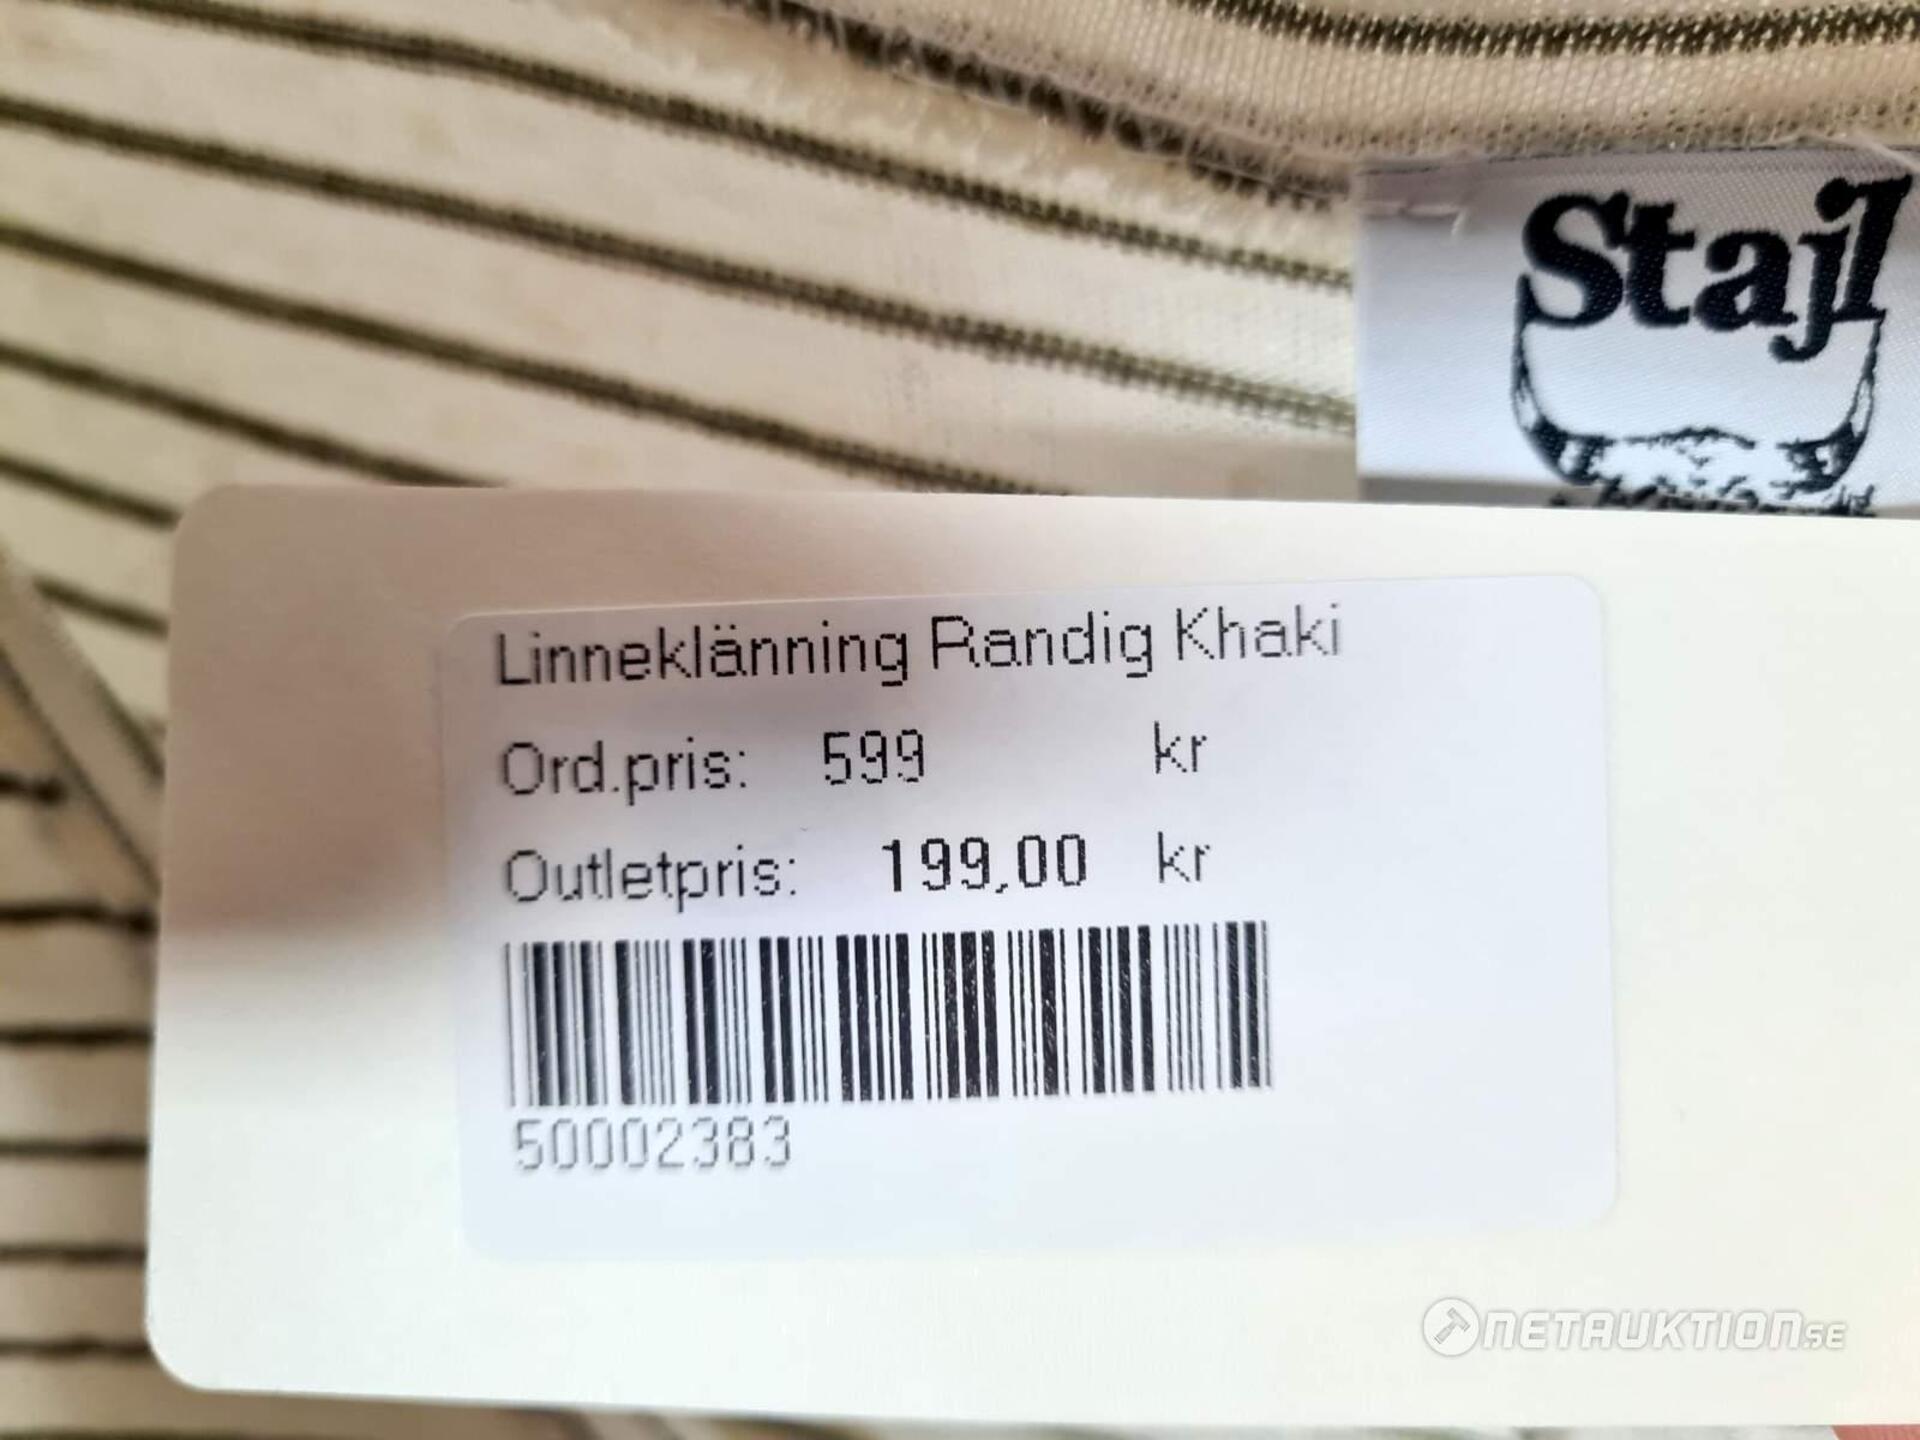 Stajl
Linneklänning Randig Khaki
Ord.pris: 599 kr
Outletpris: 199,00 kr
50002383
NETAUKTION.SE